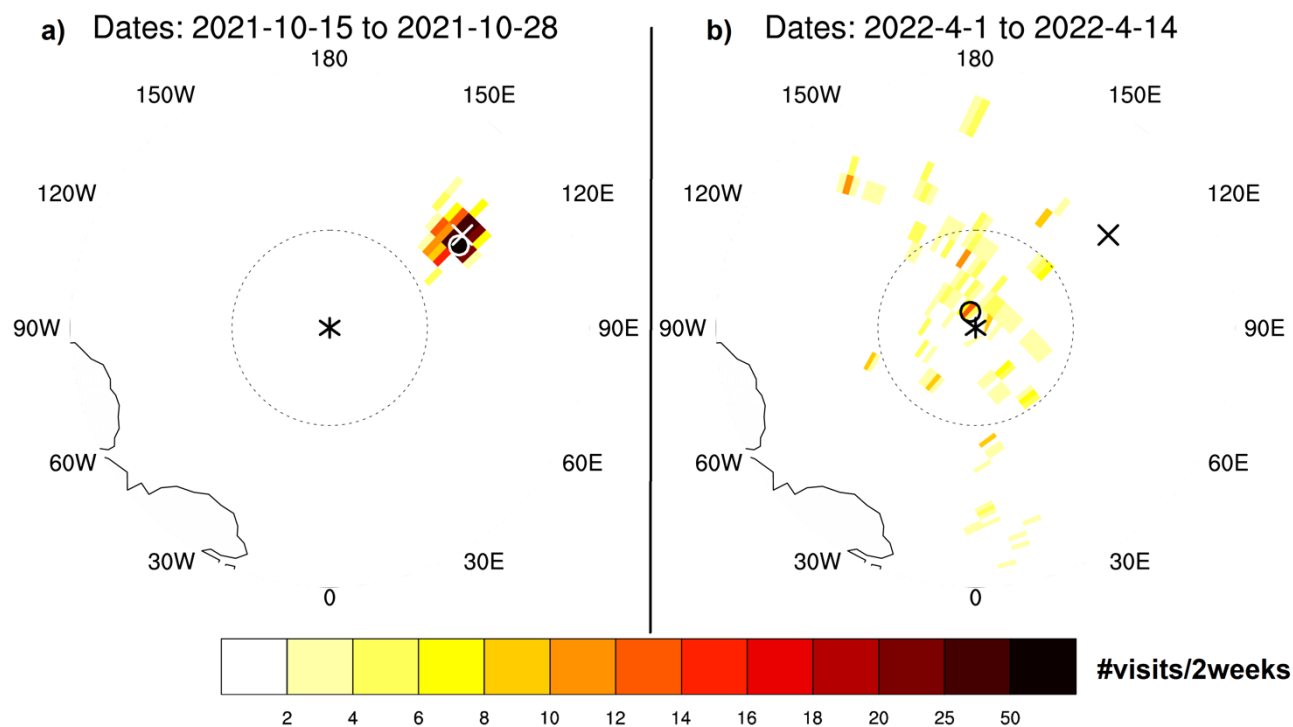 a) Dates: 2021-10-15 to 2021-10-28
180
150W 150E
120W 120E
90W 90E
60W 60E
30W 30E
0
b) Dates: 2022-4-1 to 2022-4-14
180
150W 150E
120W 120E
90W 90E
60W 60E
30W 30E
0
#visits/2weeks
2 4 6 8 10 12 14 16 18 20 25 50